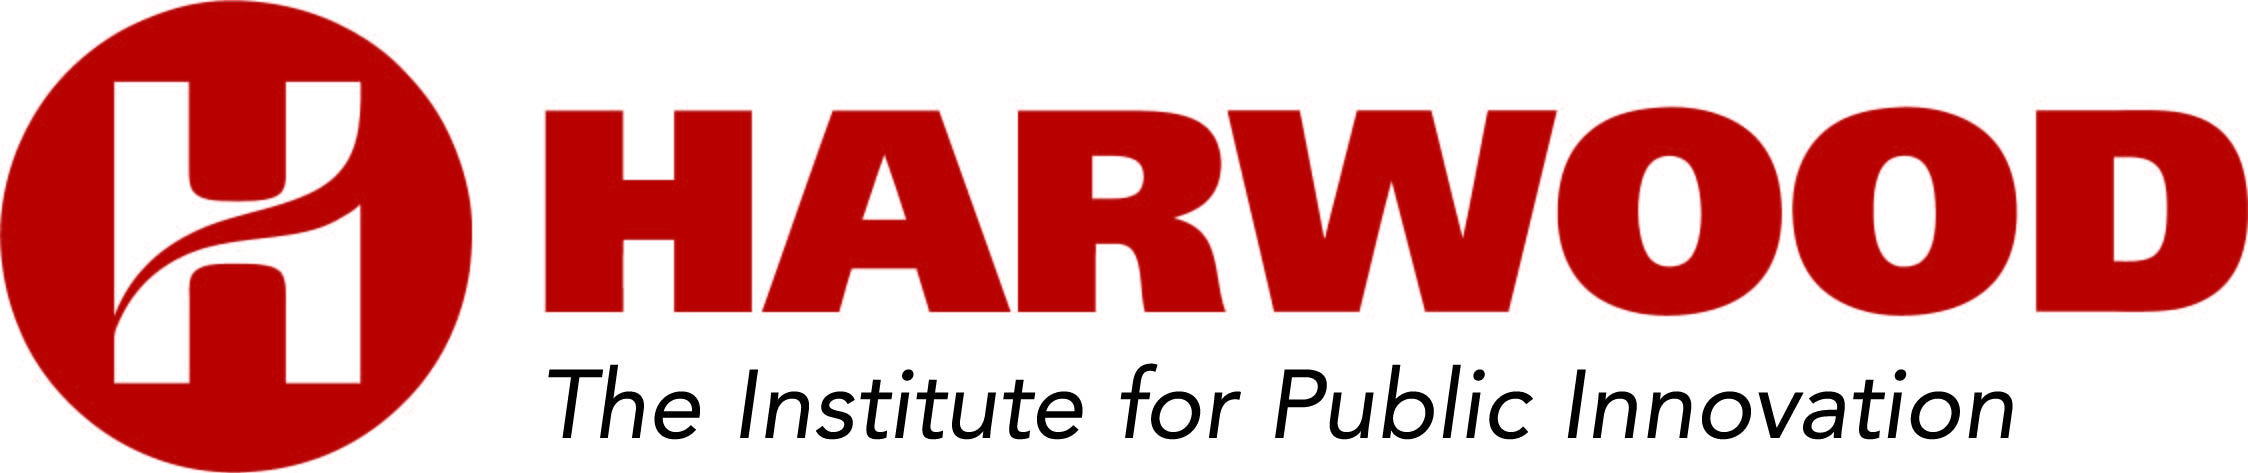 H
HARWOOD
The Institute for Public Innovation